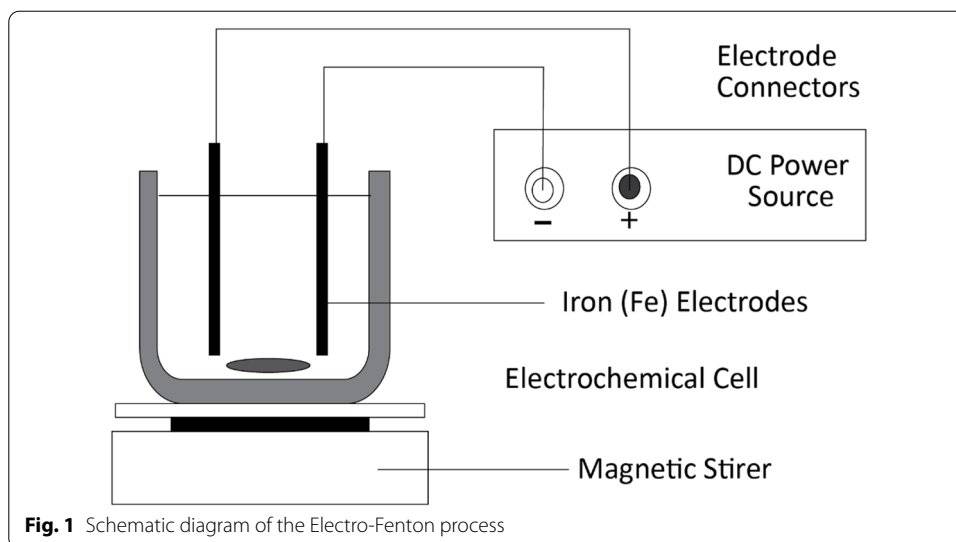 Electrode
Connectors
DC Power
Source
− +
Iron (Fe) Electrodes
Electrochemical Cell
Magnetic Stirer
Fig. 1 Schematic diagram of the Electro-Fenton process